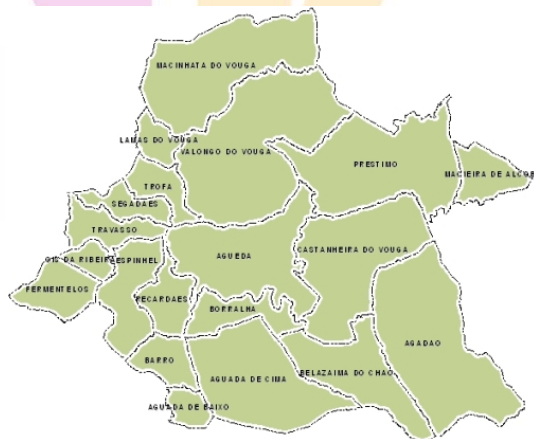 MACINHATA DO VOUGA
LAMAS DO VOUGA
VALONGO DO VOUGA
PRESTIMO
MACIEIRA DE ALCOB
TROFA
SEGADAES
TRAVASSO
AGUEDA
CASTANHEIRA DO VOUGA
OIS DA RIBEIRA
ESPINHEL
FERMENTELOS
RECARDAES
BORRALHA
AGADAO
BARRO
AGUADA DE CIMA
BELAZAIMA DO CHAO
AGUADA DE BAIXO